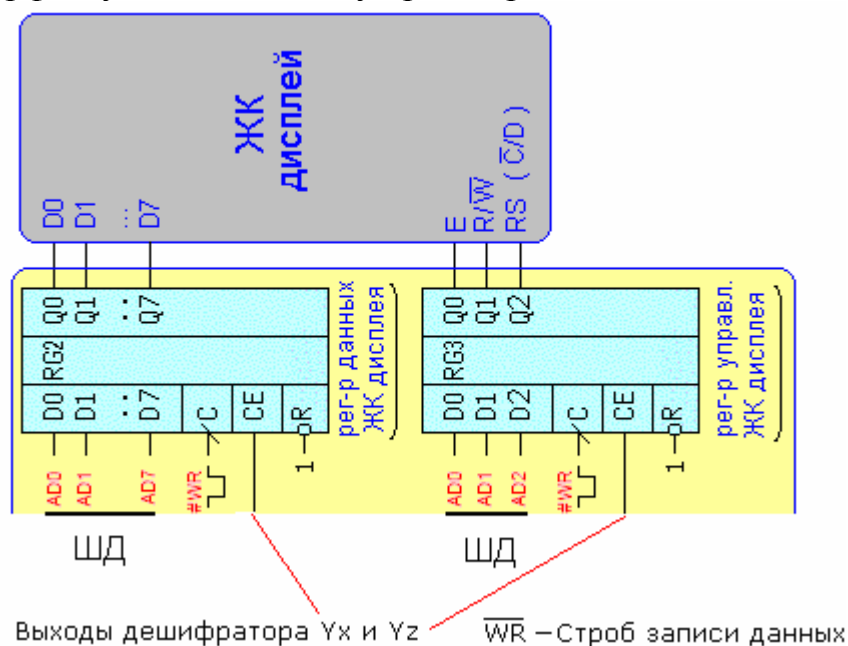 ЖК
дисплей
D0 D1 ... D7 E R/W̅ RS (C̅/D)
Q0 Q1 : Q7 Q0 Q1 Q2
RG2 RG3
D0 D1 : D7 C CE R D0 D1 D2 C CE R
рег-р данных
ЖК дисплея
рег-р управл.
ЖК дисплея
AD0 AD1 AD7 #WR 1 AD0 AD1 AD2 #WR 1
ШД ШД
Выходы дешифратора Yx и Yz W̅R̅ – Строб записи данных